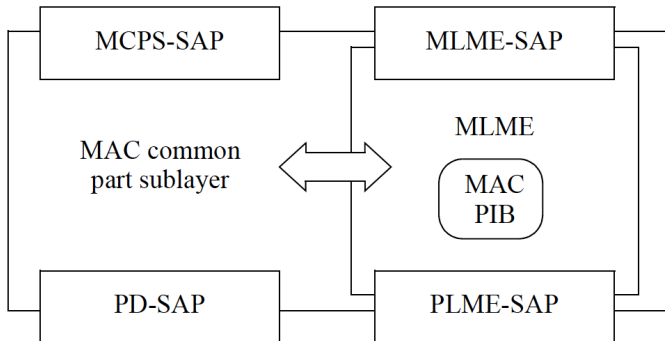 MCPS-SAP
MLME-SAP
MLME
MAC common
part sublayer
MAC
PIB
PD-SAP
PLME-SAP